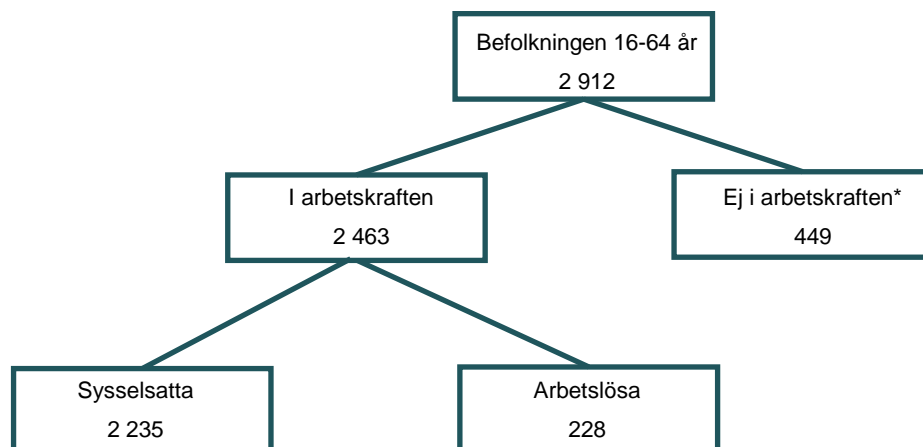 Befolkningen 16-64 år
2 912
I arbetskraften
2 463
Ej i arbetskraften*
449
Sysselsatta
2 235
Arbetslösa
228